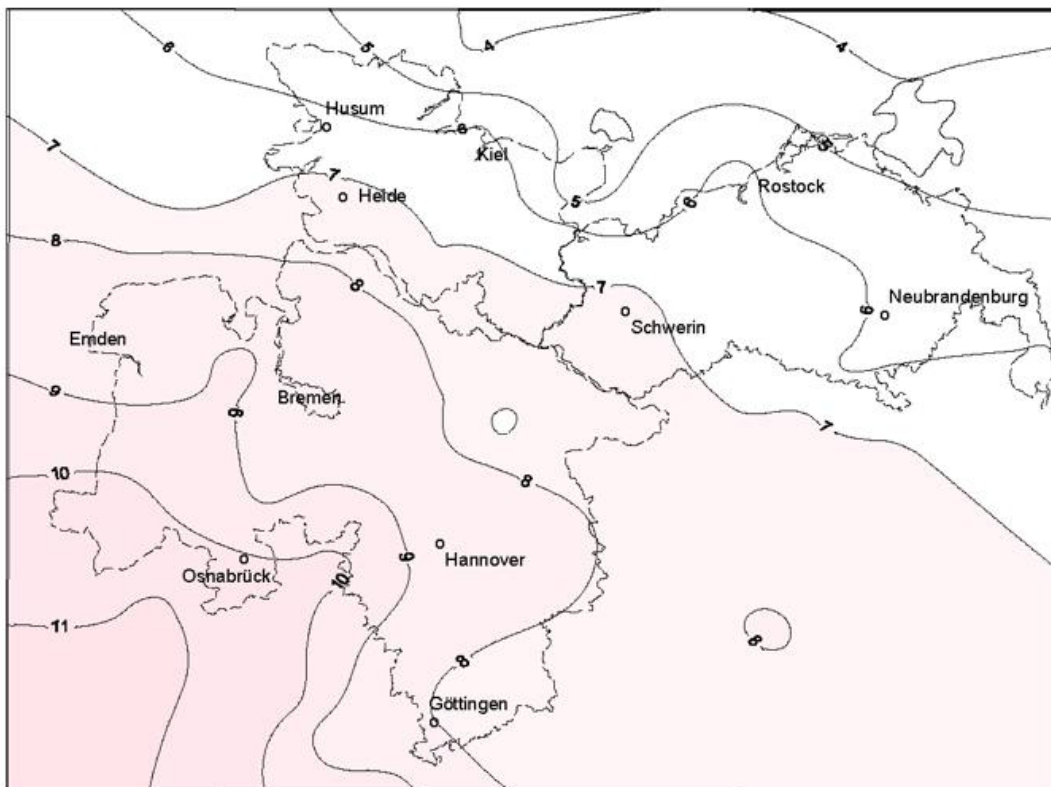 4
4
5
6
Husum
6
Kiel
5
7
7
Rostock
5
6
Heide
8
8
7
Neubrandenburg
6
Schwerin
Emden
9
Bremen
9
7
10
8
9
Hannover
Osnabrück
10
11
8
8
Göttingen